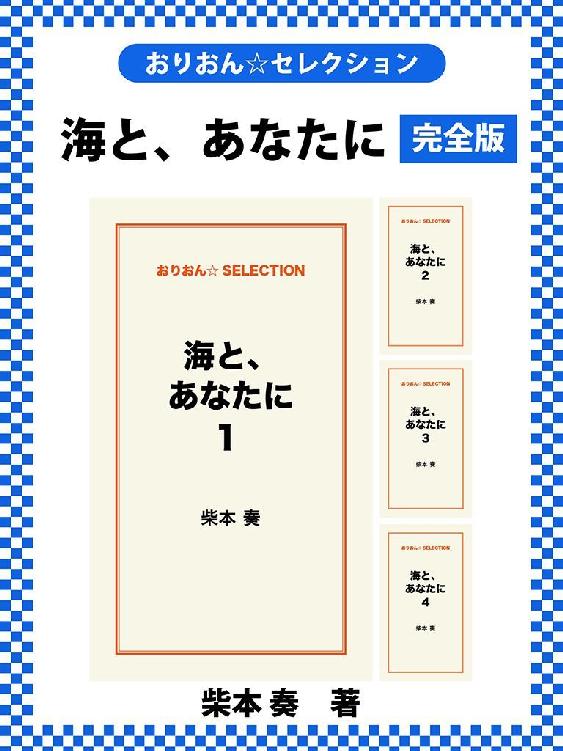 おりおん☆セレクション
海と、あなたに 完全版
おりおん☆ SELECTION
海と、
あなたに
1
柴本 奏
おりおん☆ SELECTION
海と、
あなたに
2
柴本 奏
おりおん☆ SELECTION
海と、
あなたに
3
柴本 奏
おりおん☆ SELECTION
海と、
あなたに
4
柴本 奏
柴本 奏　著